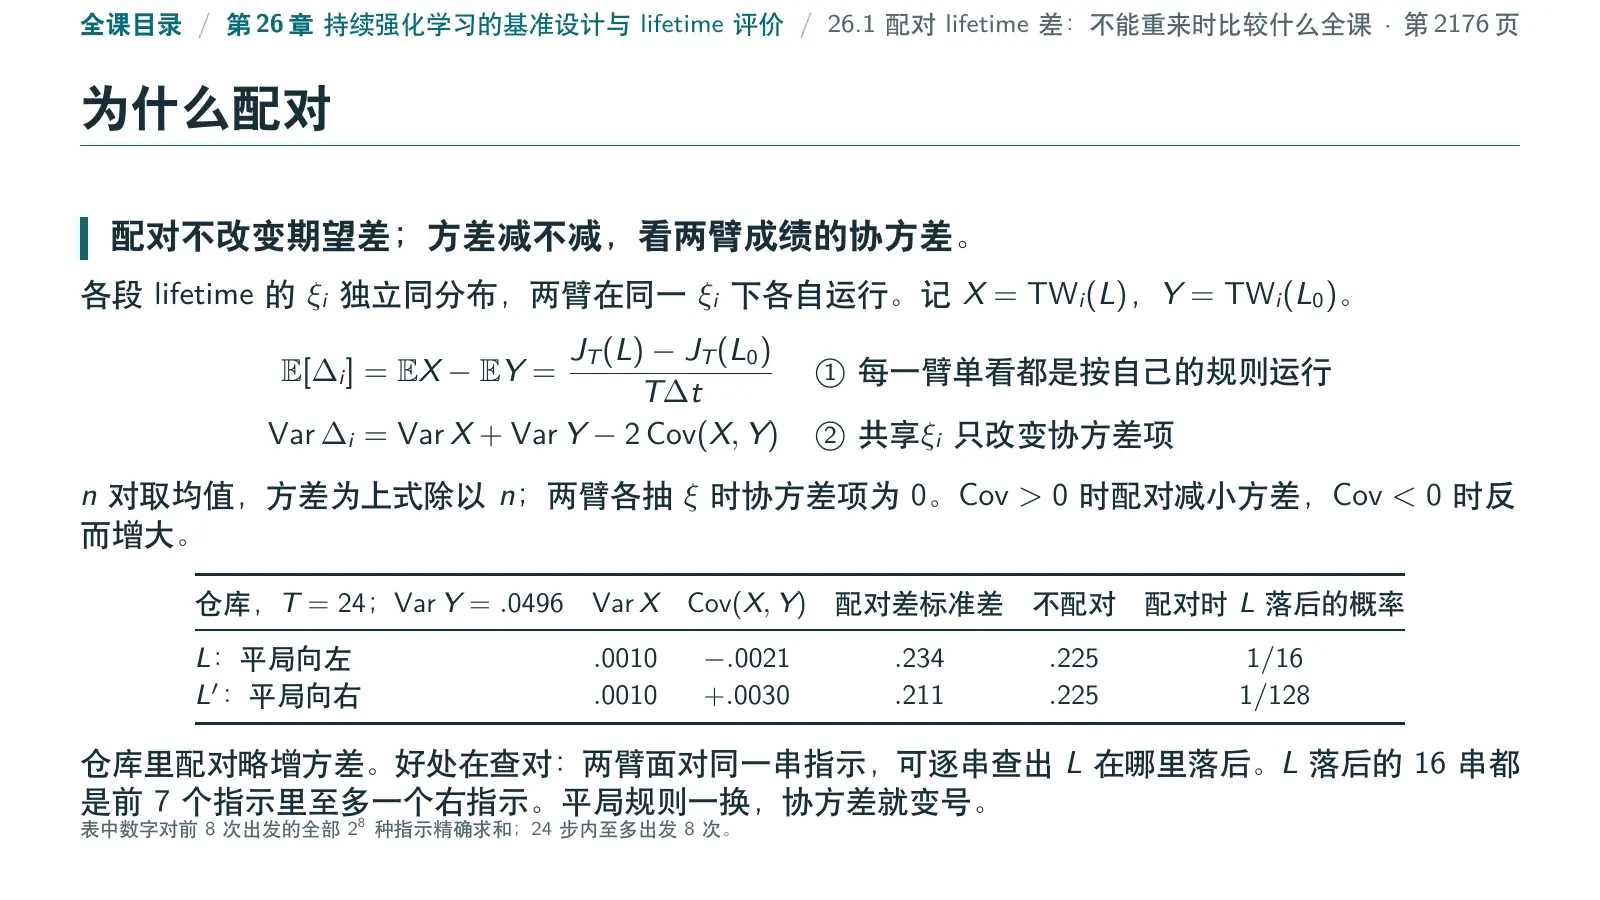 全课目录 / 第 26 章 持续强化学习的基准设计与 lifetime 评价 / 26.1 配对 lifetime 差：不能重来时比较什么全课 · 第 2176 页
为什么配对
配对不改变期望差；方差减不减，看两臂成绩的协方差。
各段 lifetime 的 ξᵢ 独立同分布，两臂在同一 ξᵢ 下各自运行。记 X = TWᵢ(L)，Y = TWᵢ(L₀)。
𝔼[Δᵢ] = 𝔼X − 𝔼Y = (J_T(L) − J_T(L₀)) / (TΔt) ① 每一臂单看都是按自己的规则运行
Var Δᵢ = Var X + Var Y − 2 Cov(X, Y) ② 共享ξᵢ 只改变协方差项
n 对取均值，方差为上式除以 n；两臂各抽 ξ 时协方差项为 0。Cov > 0 时配对减小方差，Cov < 0 时反
而增大。
仓库，T = 24；Var Y = .0496 Var X Cov(X, Y) 配对差标准差 不配对 配对时 L 落后的概率
L：平局向左 .0010 −.0021 .234 .225 1/16
L′：平局向右 .0010 +.0030 .211 .225 1/128
仓库里配对略增方差。好处在查对：两臂面对同一串指示，可逐串查出 L 在哪里落后。L 落后的 16 串都
是前 7 个指示里至多一个右指示。平局规则一换，协方差就变号。
表中数字对前 8 次出发的全部 2⁸ 种指示精确求和；24 步内至多出发 8 次。